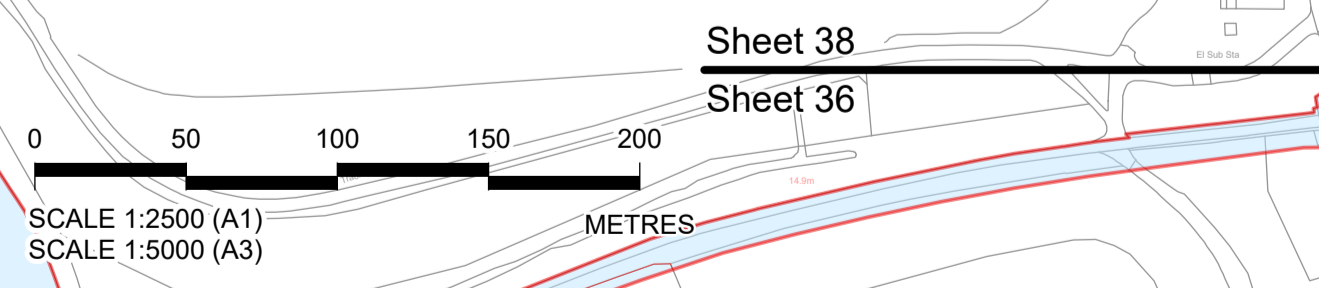 Sheet 38
El Sub Sta
Sheet 36
0 50 100 150 200
14.9m
SCALE 1:2500 (A1)
METRES
SCALE 1:5000 (A3)